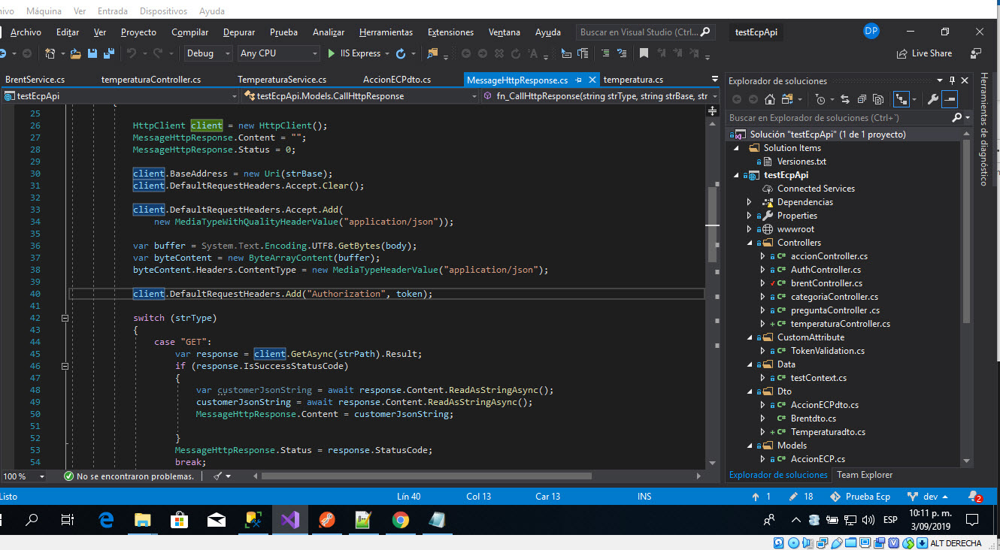 ivo Máquina Ver Entrada Dispositivos Ayuda
Archivo Editar Ver Proyecto Compilar Depurar Prueba Analizar Herramientas Extensiones Ventana Ayuda Buscar en Visual Studio (Ctrl... testEcpApi DP
Debug Any CPU IIS Express Live Share
BrentService.cs temperaturaController.cs TemperaturaService.cs AccionECPdto.cs MessageHttpResponse.cs temperatura.cs
testEcpApi testEcpApi.Models.CallHttpResponse fn_CallHttpResponse(string strType, string strBase, str
25
26 HttpClient client = new HttpClient();
27 MessageHttpResponse.Content = "";
28 MessageHttpResponse.Status = 0;
29
30 client.BaseAddress = new Uri(strBase);
31 client.DefaultRequestHeaders.Accept.Clear();
32
33 client.DefaultRequestHeaders.Accept.Add(
34 new MediaTypeWithQualityHeaderValue("application/json"));
35
36 var buffer = System.Text.Encoding.UTF8.GetBytes(body);
37 var byteContent = new ByteArrayContent(buffer);
38 byteContent.Headers.ContentType = new MediaTypeHeaderValue("application/json");
39
40 client.DefaultRequestHeaders.Add("Authorization", token);
41
42 switch (strType)
43 {
44 case "GET":
45 var response = client.GetAsync(strPath).Result;
46 if (response.IsSuccessStatusCode)
47 {
48 var customerJsonString = await response.Content.ReadAsStringAsync();
49 customerJsonString = await response.Content.ReadAsStringAsync();
50 MessageHttpResponse.Content = customerJsonString;
51
52 }
53 MessageHttpResponse.Status = response.StatusCode;
54 break;
100 % No se encontraron problemas.
Explorador de soluciones
Buscar en Explorador de soluciones (Ctrl+`)
Solución "testEcpApi" (1 de 1 proyecto)
Solution Items
Versiones.txt
testEcpApi
Connected Services
Dependencias
Properties
wwwroot
Controllers
C# accionController.cs
C# AuthController.cs
C# brentController.cs
C# categoriaController.cs
C# preguntaController .cs
C# temperaturaController.cs
CustomAttribute
C# TokenValidation.cs
Data
C# testContext.cs
Dto
C# AccionECPdto.cs
C# Brentdto.cs
C# Temperaturadto.cs
Models
C# AccionECP.cs
Explorador de soluciones Team Explorer
Herramientas de diagnóstico
Listo Lín 40 Col 13 Car 13 INS 1 18 Prueba Ecp dev 2
ESP 10:11 p. m.
3/09/2019
ALT DERECHA